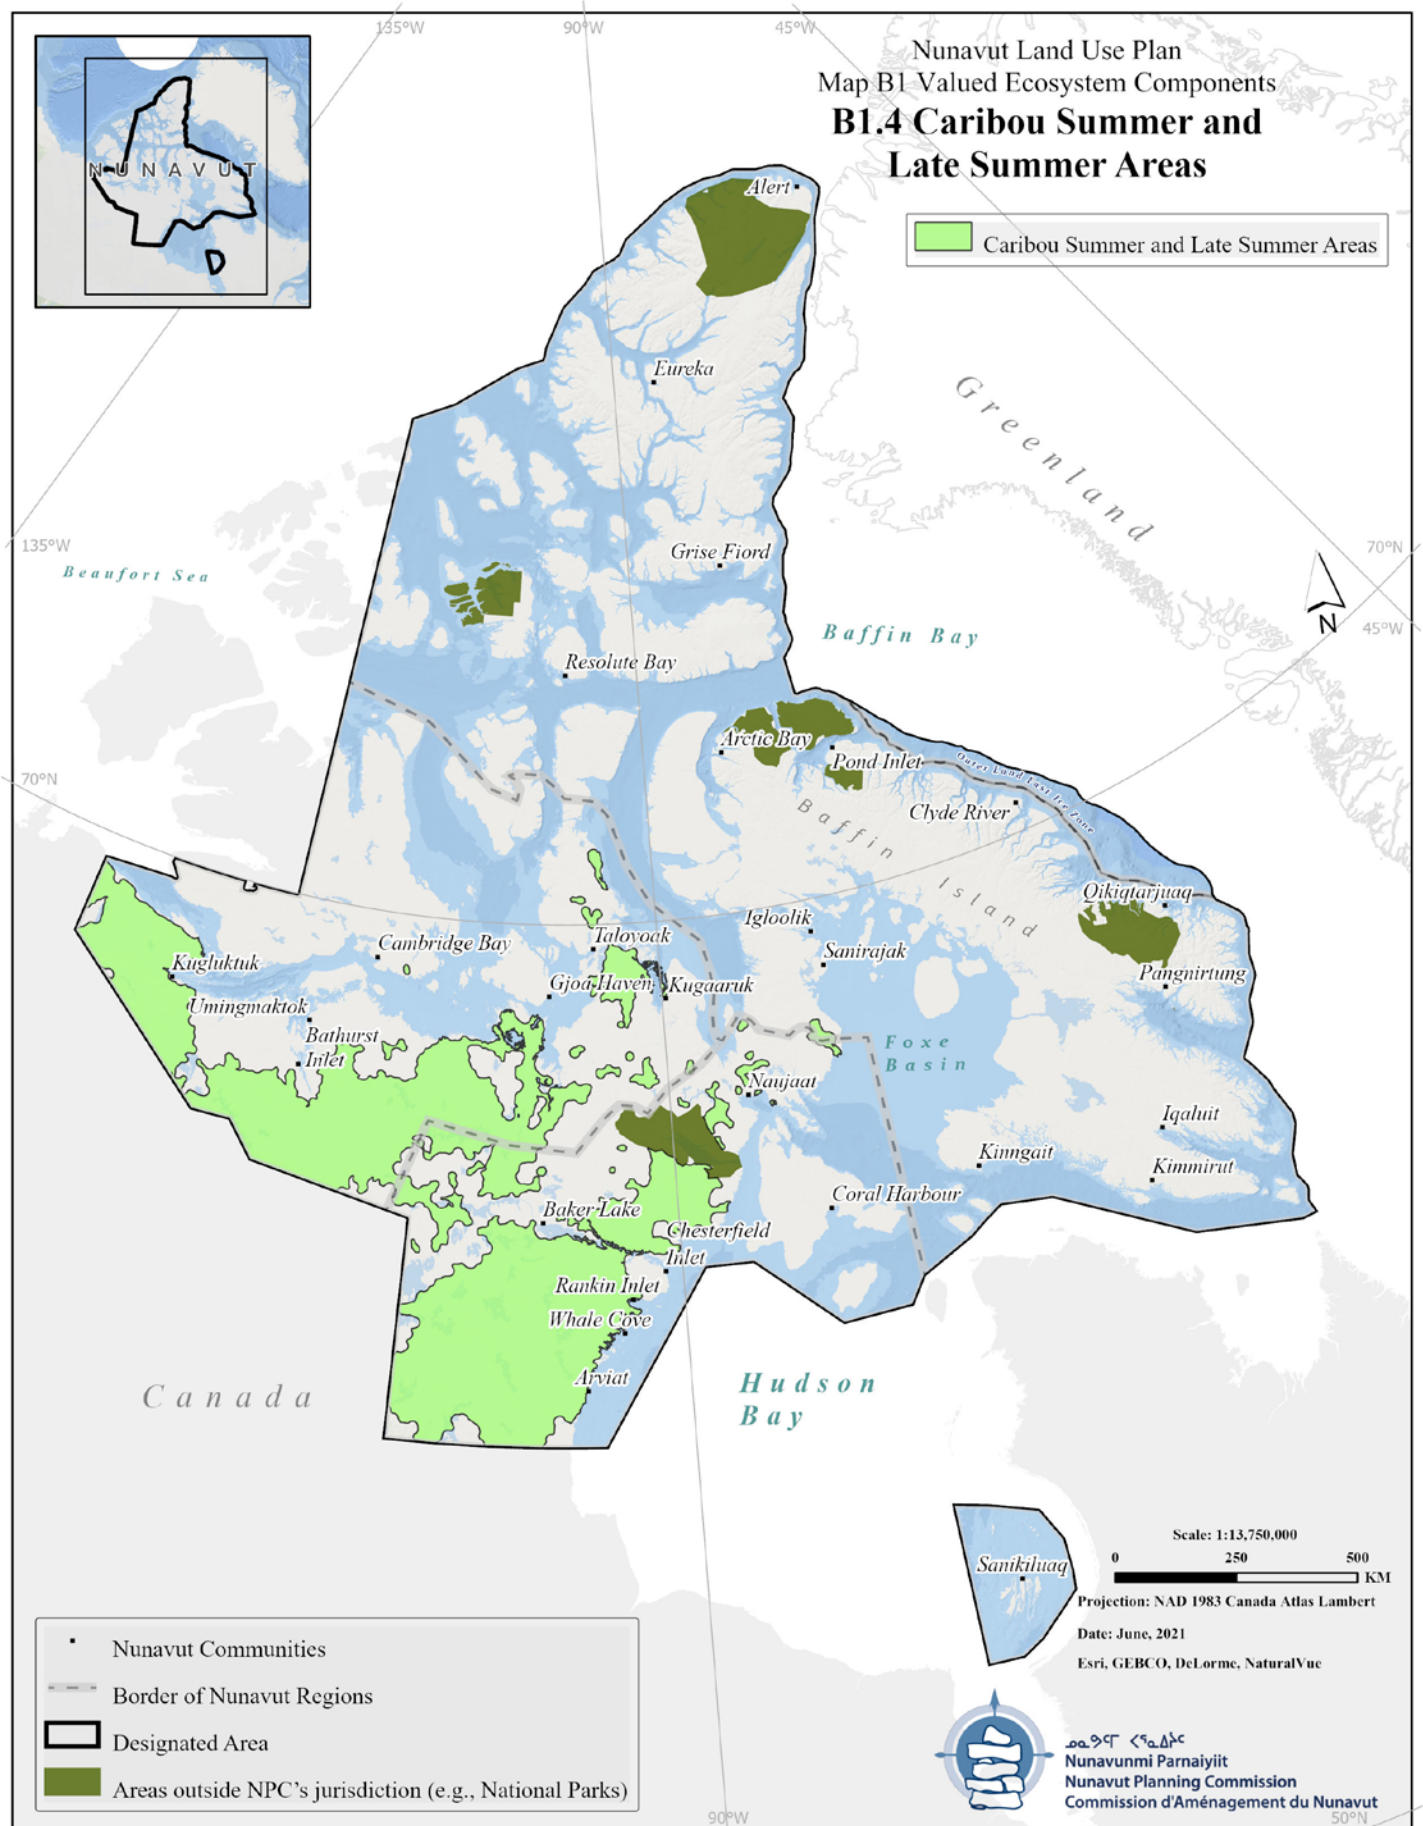 135°W
90°W
45°W
Nunavut Land Use Plan
Map B1 Valued Ecosystem Components
B1.4 Caribou Summer and
Late Summer Areas
Caribou Summer and Late Summer Areas
NUNAVUT
Alert
Eureka
Greenland
Grise Fiord
135°W
Beaufort Sea
70°N
45°W
N
Baffin Bay
Resolute Bay
Arctic Bay
Pond Inlet
Outer Land Fast Ice Zone
70°N
Clyde River
Baffin
Island
Qikiqtarjuaq
Igloolik
Taloyoak
Cambridge Bay
Sanirajak
Kugluktuk
Pangnirtung
Gjoa Haven
Kugaaruk
Umingmaktok
Bathurst
Inlet
Foxe
Basin
Naujaat
Iqaluit
Kinngait
Kimmirut
Coral Harbour
Baker Lake
Chesterfield
Inlet
Rankin Inlet
Whale Cove
Arviat
Canada
Hudson
Bay
Sanikiluaq
Scale: 1:13,750,000
0 250 500
KM
Projection: NAD 1983 Canada Atlas Lambert
Date: June, 2021
Esri, GEBCO, DeLorme, NaturalVue
Nunavut Communities
Border of Nunavut Regions
Designated Area
Areas outside NPC's jurisdiction (e.g., National Parks)
ᓄᓇᕗᒻᒥ ᐸᕐᓇᐃᔩᑦ
Nunavunmi Parnaiyiit
Nunavut Planning Commission
Commission d'Aménagement du Nunavut
90°W
50°N